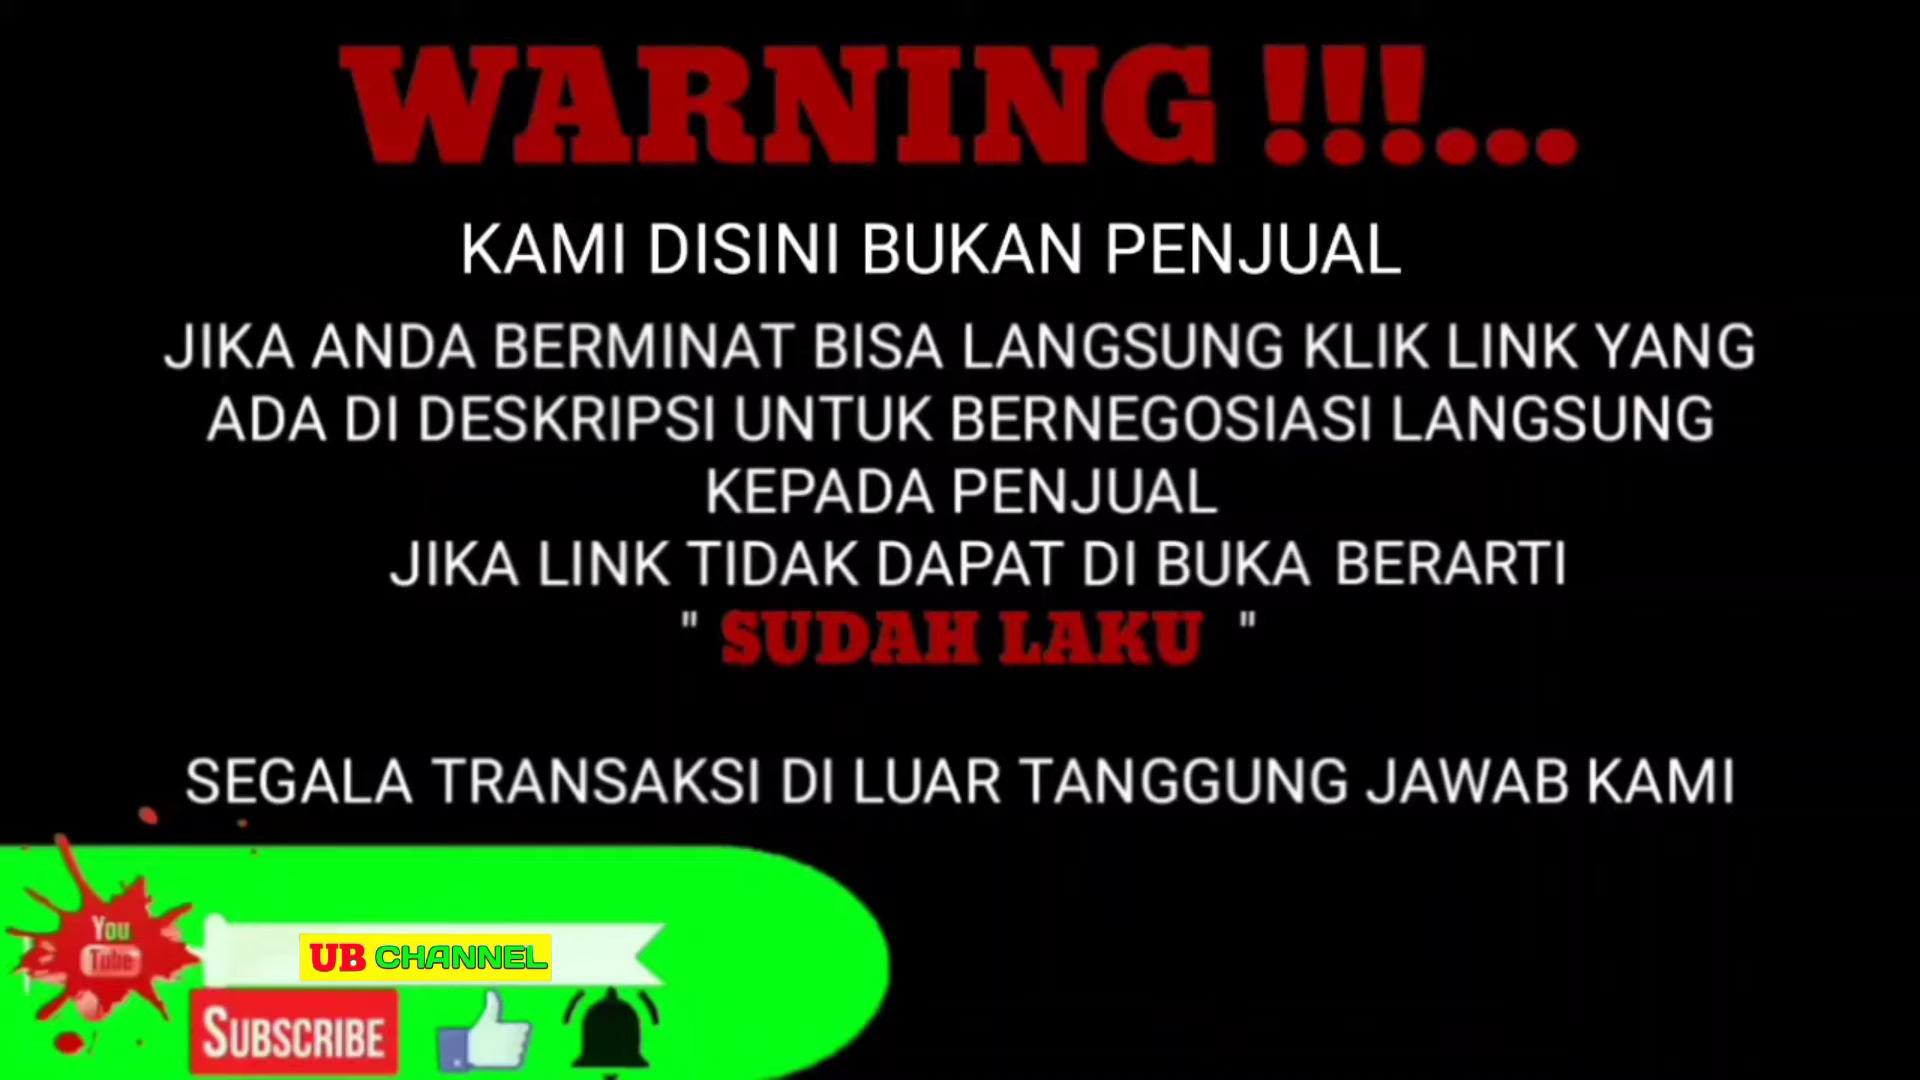 WARNING !!!...
KAMI DISINI BUKAN PENJUAL
JIKA ANDA BERMINAT BISA LANGSUNG KLIK LINK YANG
ADA DI DESKRIPSI UNTUK BERNEGOSIASI LANGSUNG
KEPADA PENJUAL
JIKA LINK TIDAK DAPAT DI BUKA BERARTI
" SUDAH LAKU "
SEGALA TRANSAKSI DI LUAR TANGGUNG JAWAB KAMI
You
Tube
UB CHANNEL
SUBSCRIBE